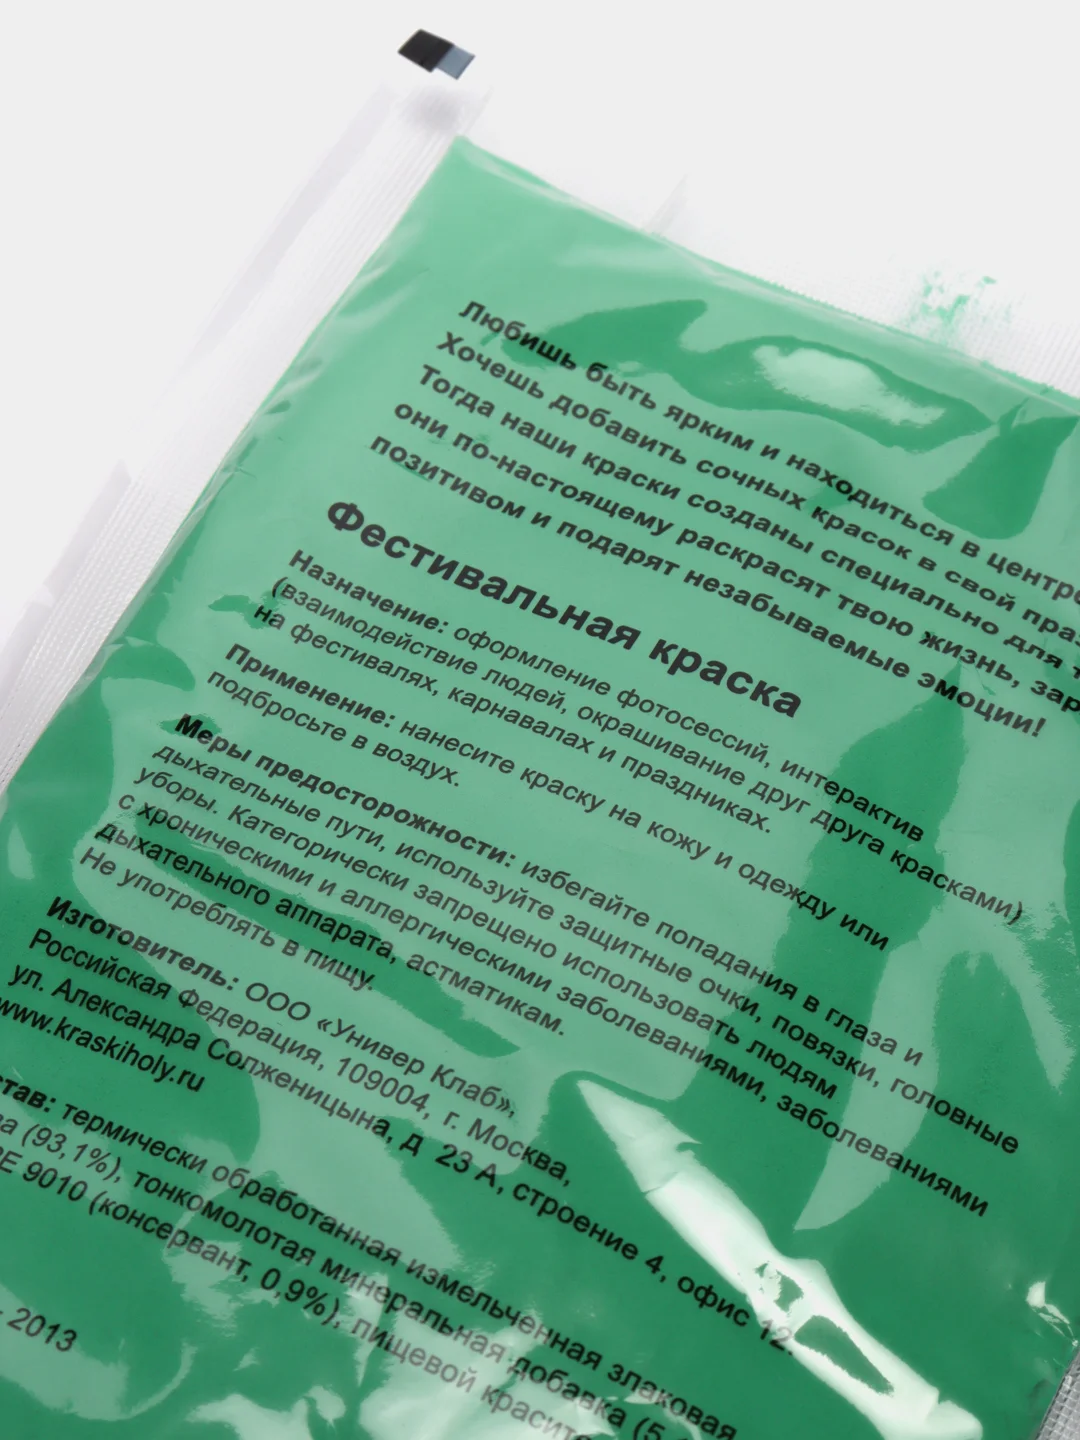 Любишь быть ярким и находиться в
Хочешь добавить сочных красок в свой
Тогда наши краски созданы специально для
они по-настоящему раскрасят твою жизнь,
позитивом и подарят незабываемые эмоции!
Фестивальная краска
Назначение: оформление фотосессий, интерактив
(взаимодействие людей, окрашивание друг друга красками)
на фестивалях, карнавалах и праздниках.
Применение: нанесите краску на кожу и одежду или
подбросьте в воздух.
Меры предосторожности: избегайте попадания в глаза и
дыхательные пути, используйте защитные очки, повязки, головные
уборы. Категорически запрещено использовать людям
с хроническими и аллергическими заболеваниями, заболеваниями
дыхательного аппарата, астматикам.
Не употреблять в пищу.
Изготовитель: ООО «Универ Клаб»,
Российская Федерация, 109004, г. Москва,
ул. Александра Солженицына, д 23 А, строение 4, офис 12.
www.kraskiholy.ru
термически обработанная измельченная злаковая
(93,1%), тонкомолотая минеральная добавка
9010 (консервант, 0,9%), пищевой
2013